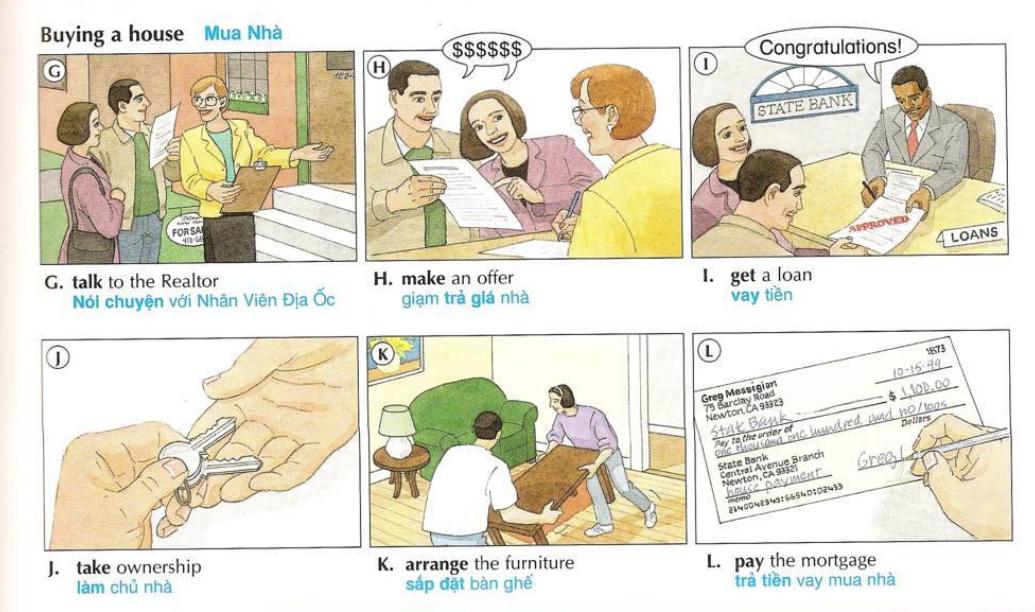 Buying a house Mua Nhà
G
1224
FOR SA
H
$$$$$$
I
Congratulations!
STATE BANK
APPROVED
LOANS
G. talk to the Realtor
Nói chuyện với Nhân Viên Địa Ốc
H. make an offer
giạm trả giá nhà
I. get a loan
vay tiền
J
K
L
1573
Greg Messigian
75 Barclay Road
Newton, CA 93323
10-15-99
State Bank
$ 1,100.00
Pay to the order of
one thousand one hundred and no/100s
Dollars
State Bank
Central Avenue Branch
Newton, CA 93321
house payment
memo
Greg
J. take ownership
làm chủ nhà
K. arrange the furniture
sắp đặt bàn ghế
L. pay the mortgage
trả tiền vay mua nhà